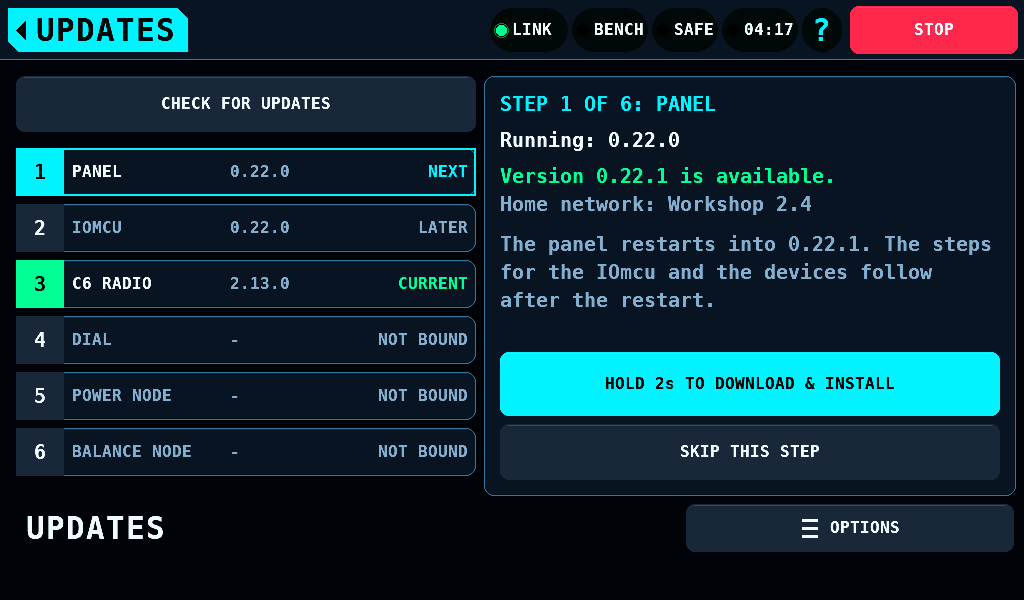 UPDATES
LINK
BENCH
SAFE
04:17
?
STOP
CHECK FOR UPDATES
1 PANEL 0.22.0 NEXT
2 IOMCU 0.22.0 LATER
3 C6 RADIO 2.13.0 CURRENT
4 DIAL - NOT BOUND
5 POWER NODE - NOT BOUND
6 BALANCE NODE - NOT BOUND
STEP 1 OF 6: PANEL
Running: 0.22.0
Version 0.22.1 is available.
Home network: Workshop 2.4
The panel restarts into 0.22.1. The steps
for the IOmcu and the devices follow
after the restart.
HOLD 2s TO DOWNLOAD & INSTALL
SKIP THIS STEP
UPDATES
OPTIONS